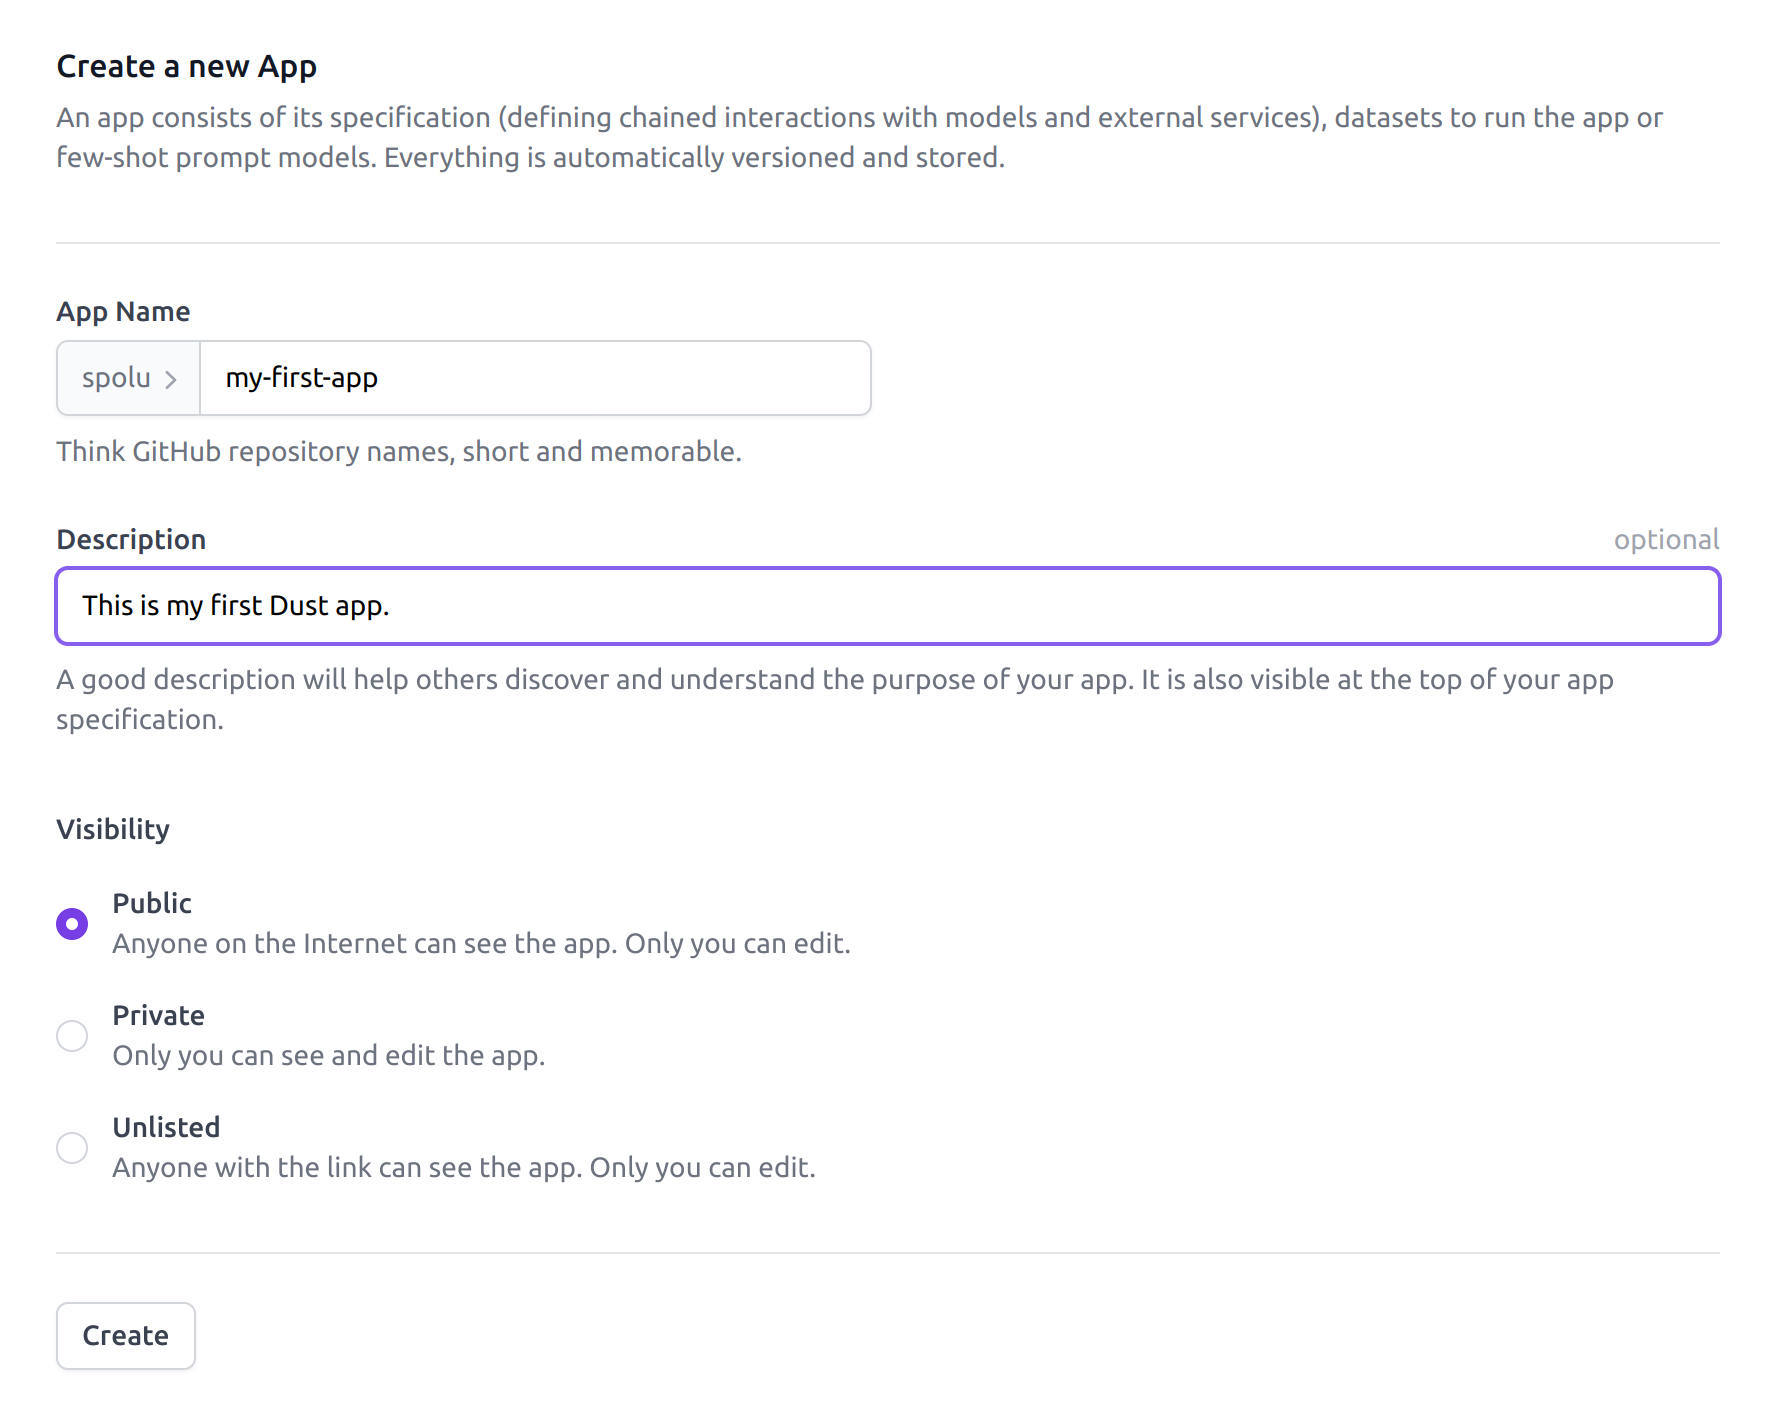 Create a new App
An app consists of its specification (defining chained interactions with models and external services), datasets to run the app or
few-shot prompt models. Everything is automatically versioned and stored.
App Name
spolu > my-first-app
Think GitHub repository names, short and memorable.
Description optional
This is my first Dust app.
A good description will help others discover and understand the purpose of your app. It is also visible at the top of your app
specification.
Visibility
Public
Anyone on the Internet can see the app. Only you can edit.
Private
Only you can see and edit the app.
Unlisted
Anyone with the link can see the app. Only you can edit.
Create